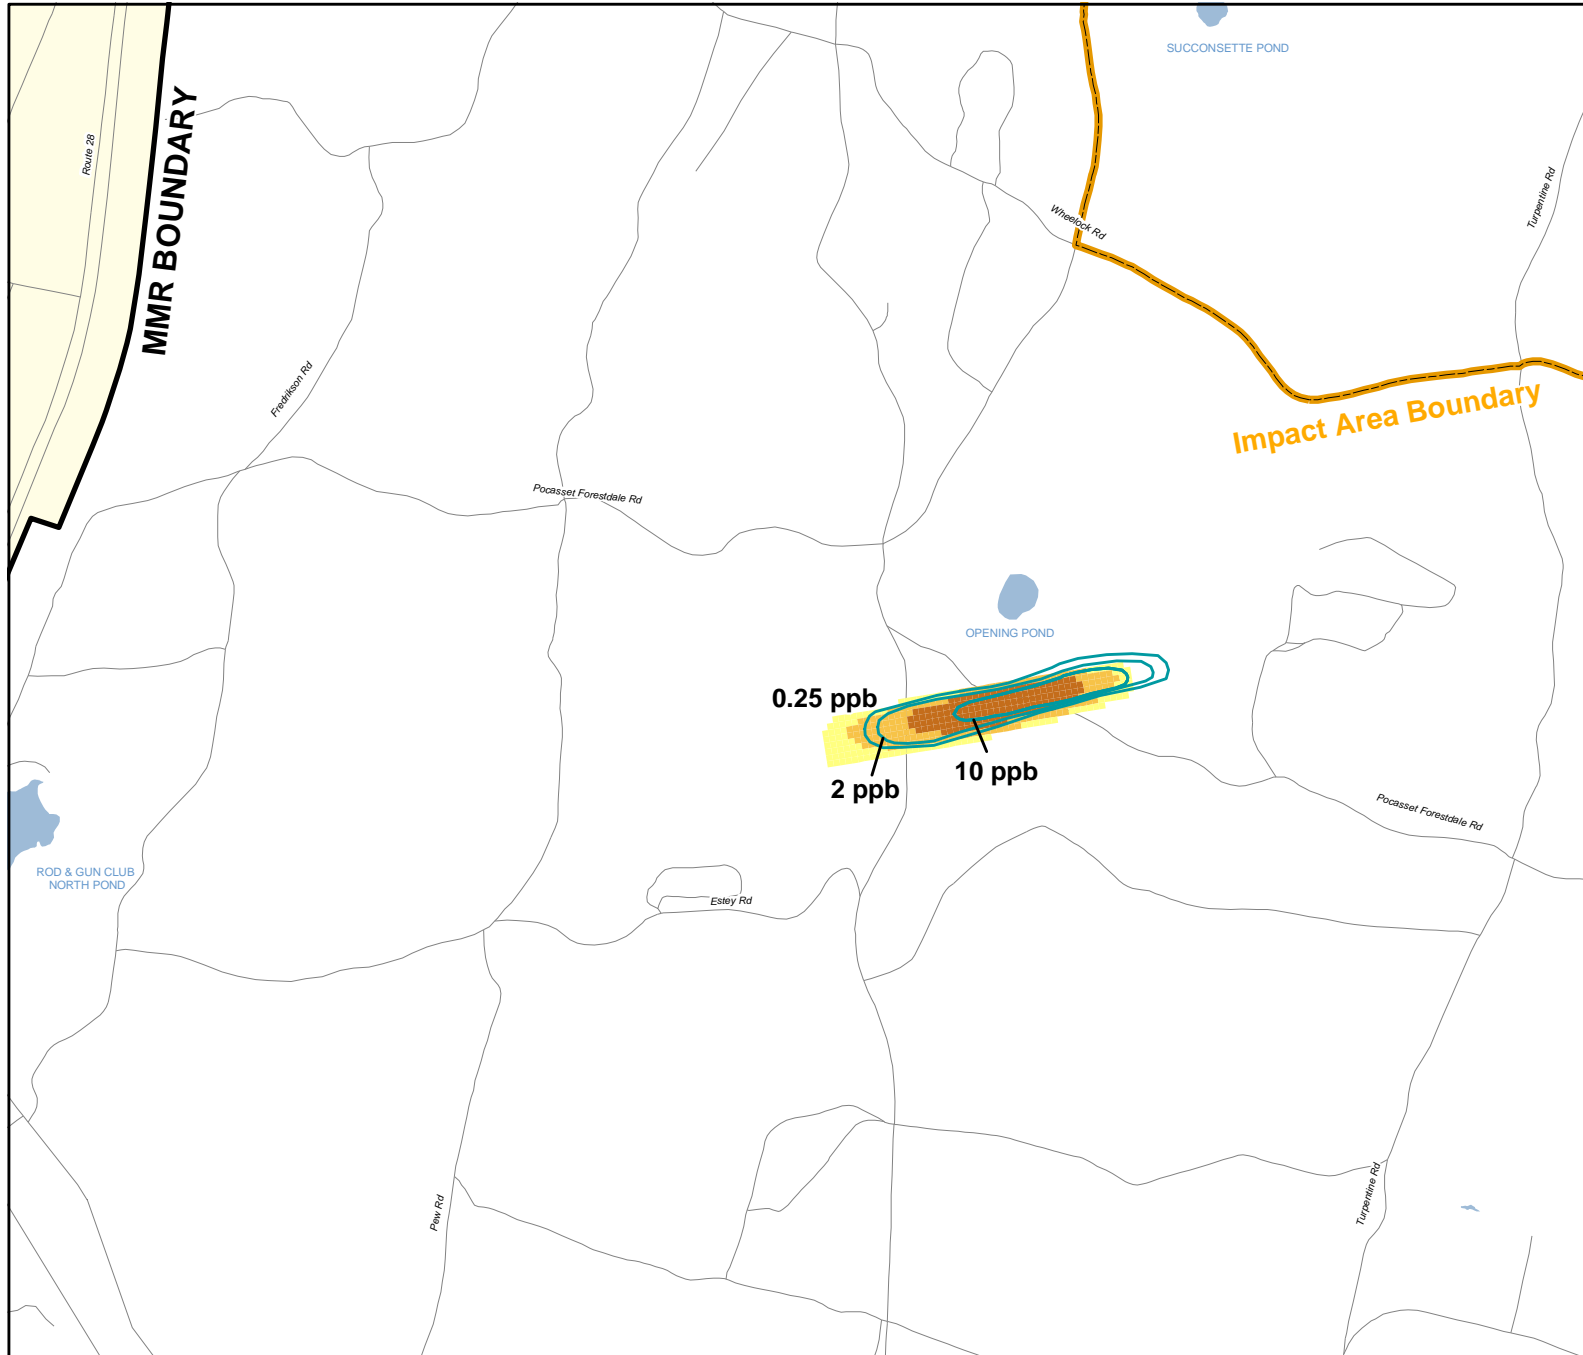 SUCCONSETTE POND
Route 28
MMR BOUNDARY
Turpentine Rd
Wheelock Rd
Fredrikson Rd
Impact Area Boundary
Pocasset Forestdale Rd
OPENING POND
0.25 ppb
10 ppb
2 ppb
Pocasset Forestdale Rd
ROD & GUN CLUB
NORTH POND
Estey Rd
Pew Rd
Turpentine Rd